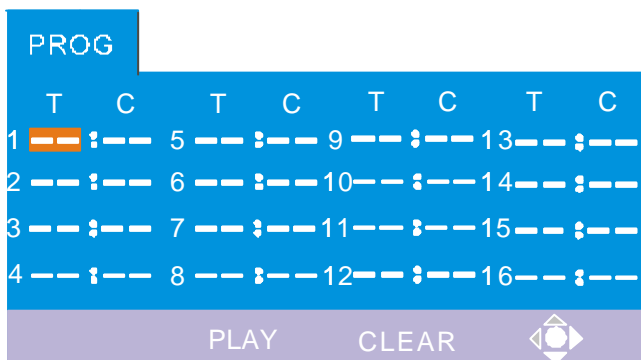 PROG
T C T C T C T C
1 -- : -- 5 -- : -- 9 -- : -- 13 -- : --
2 -- : -- 6 -- : -- 10 -- : -- 14 -- : --
3 -- : -- 7 -- : -- 11 -- : -- 15 -- : --
4 -- : -- 8 -- : -- 12 -- : -- 16 -- : --
PLAY CLEAR